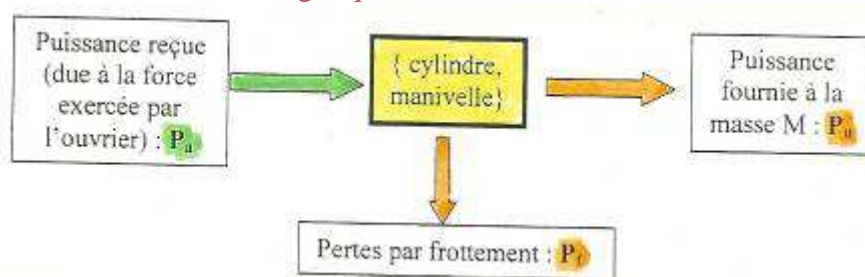 Puissance reçue
(due à la force
exercée par
l'ouvrier) : Pa
{ cylindre,
manivelle}
Puissance
fournie à la
masse M : Pu
Pertes par frottement : Pf